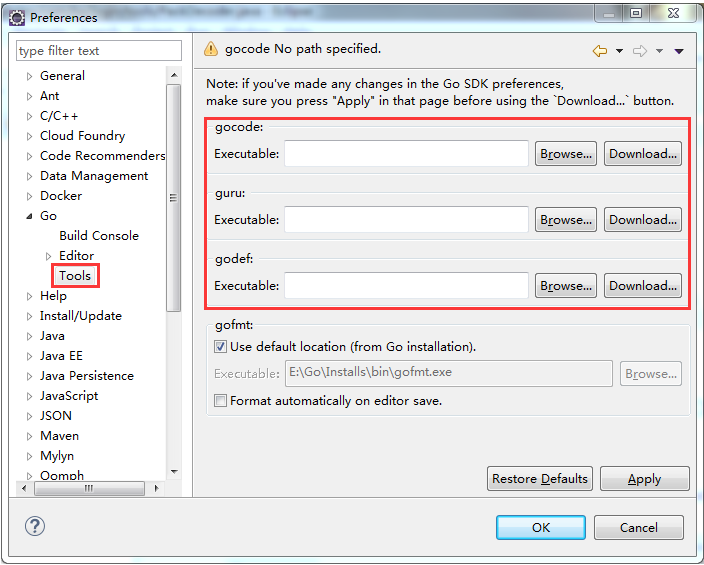 Preferences
type filter text
General
Ant
C/C++
Cloud Foundry
Code Recommenders
Data Management
Docker
Go
Build Console
Editor
Tools
Help
Install/Update
Java
Java EE
Java Persistence
JavaScript
JSON
Maven
Mylyn
Oomph
gocode No path specified.
Note: if you've made any changes in the Go SDK preferences,
make sure you press "Apply" in that page before using the `Download...` button.
gocode:
Executable: Browse... Download...
guru:
Executable: Browse... Download...
godef:
Executable: Browse... Download...
gofmt:
Use default location (from Go installation).
Executable: E:\Go\Installs\bin\gofmt.exe Browse...
Format automatically on editor save.
Restore Defaults Apply
OK Cancel